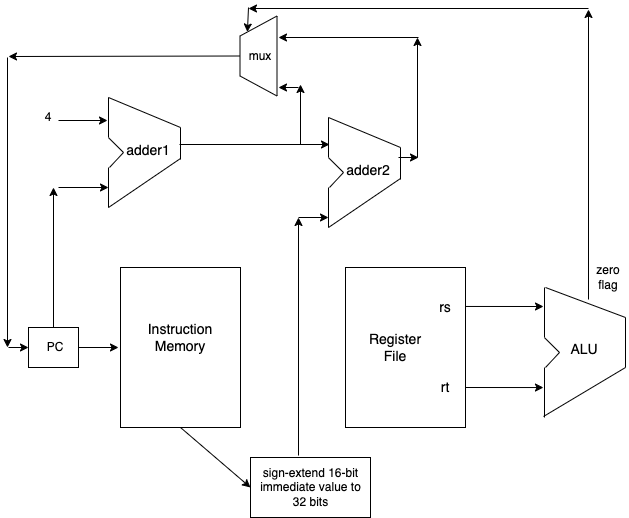 mux
4
adder1
adder2
zero
flag
rs
Instruction
Memory
Register
File
PC
ALU
rt
sign-extend 16-bit
immediate value to
32 bits